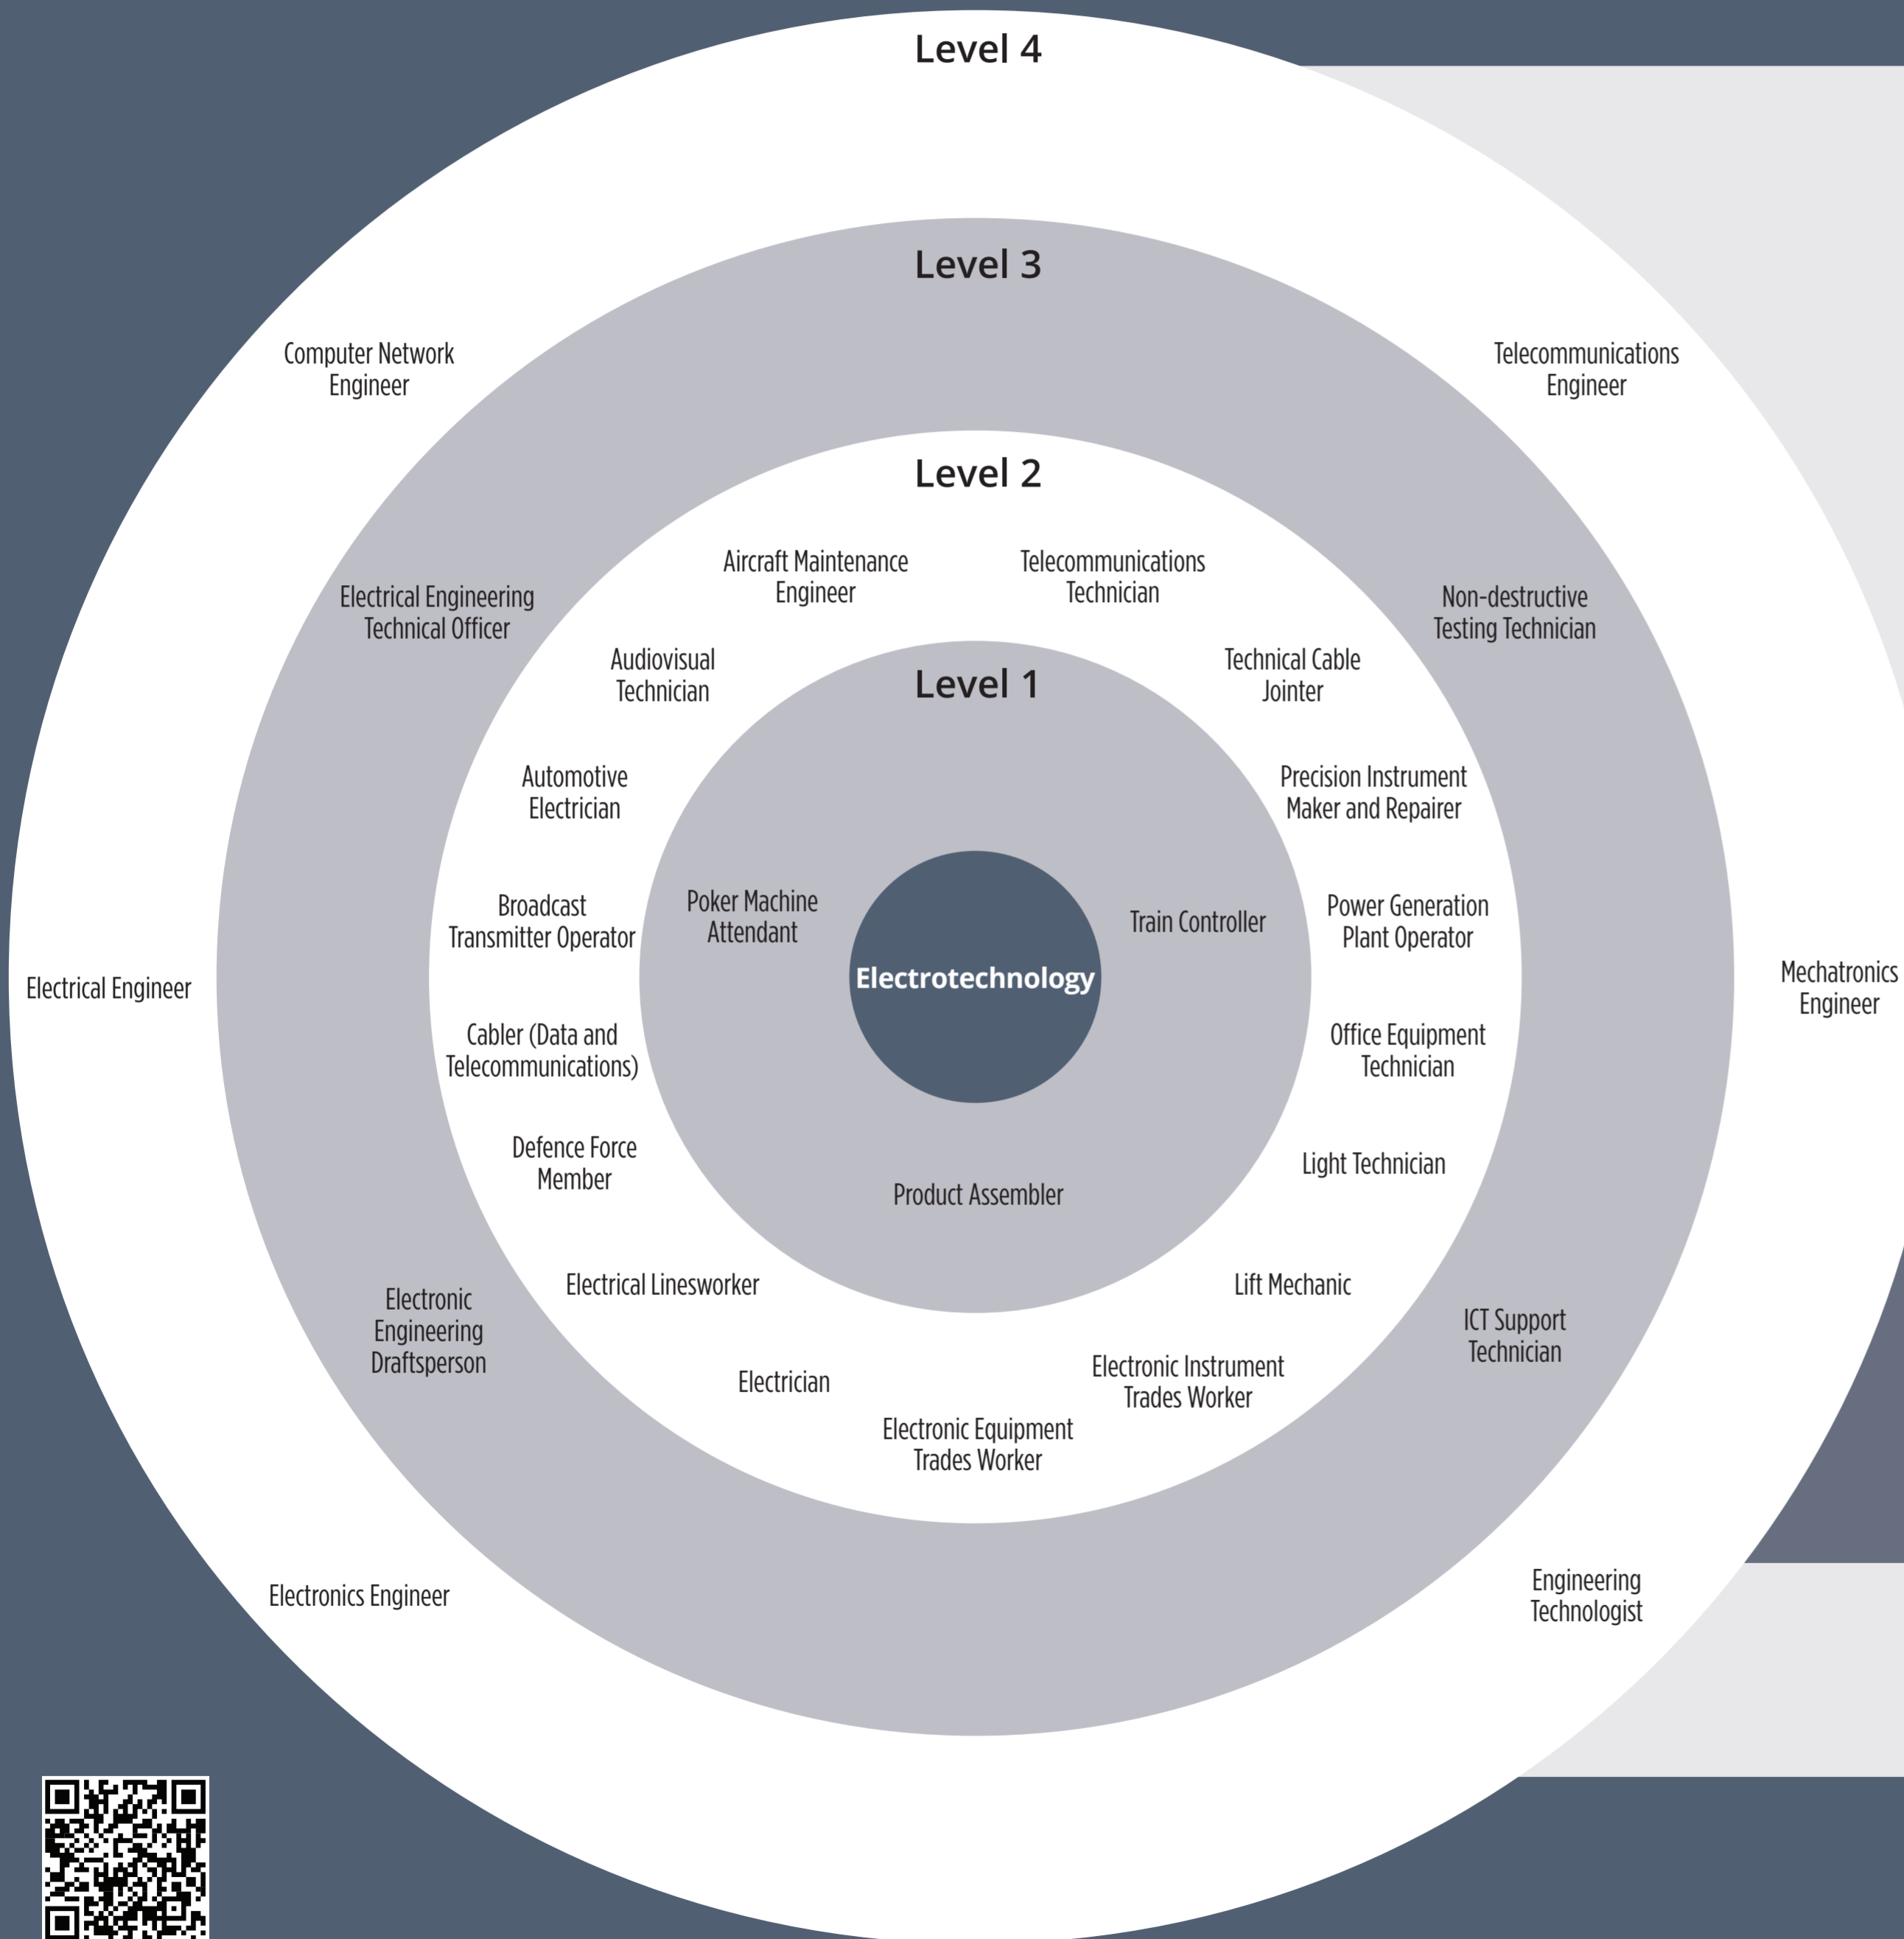 Level 4
Computer Network
Engineer
Telecommunications
Engineer
Electrical Engineer
Mechatronics
Engineer
Electronics Engineer
Engineering
Technologist
Level 3
Electrical Engineering
Technical Officer
Non-destructive
Testing Technician
Electronic
Engineering
Draftsperson
ICT Support
Technician
Level 2
Aircraft Maintenance
Engineer
Telecommunications
Technician
Audiovisual
Technician
Technical Cable
Jointer
Automotive
Electrician
Precision Instrument
Maker and Repairer
Broadcast
Transmitter Operator
Power Generation
Plant Operator
Cabler (Data and
Telecommunications)
Office Equipment
Technician
Defence Force
Member
Light Technician
Electrical Linesworker
Lift Mechanic
Electrician
Electronic Instrument
Trades Worker
Electronic Equipment
Trades Worker
Level 1
Poker Machine
Attendant
Train Controller
Product Assembler
Electrotechnology